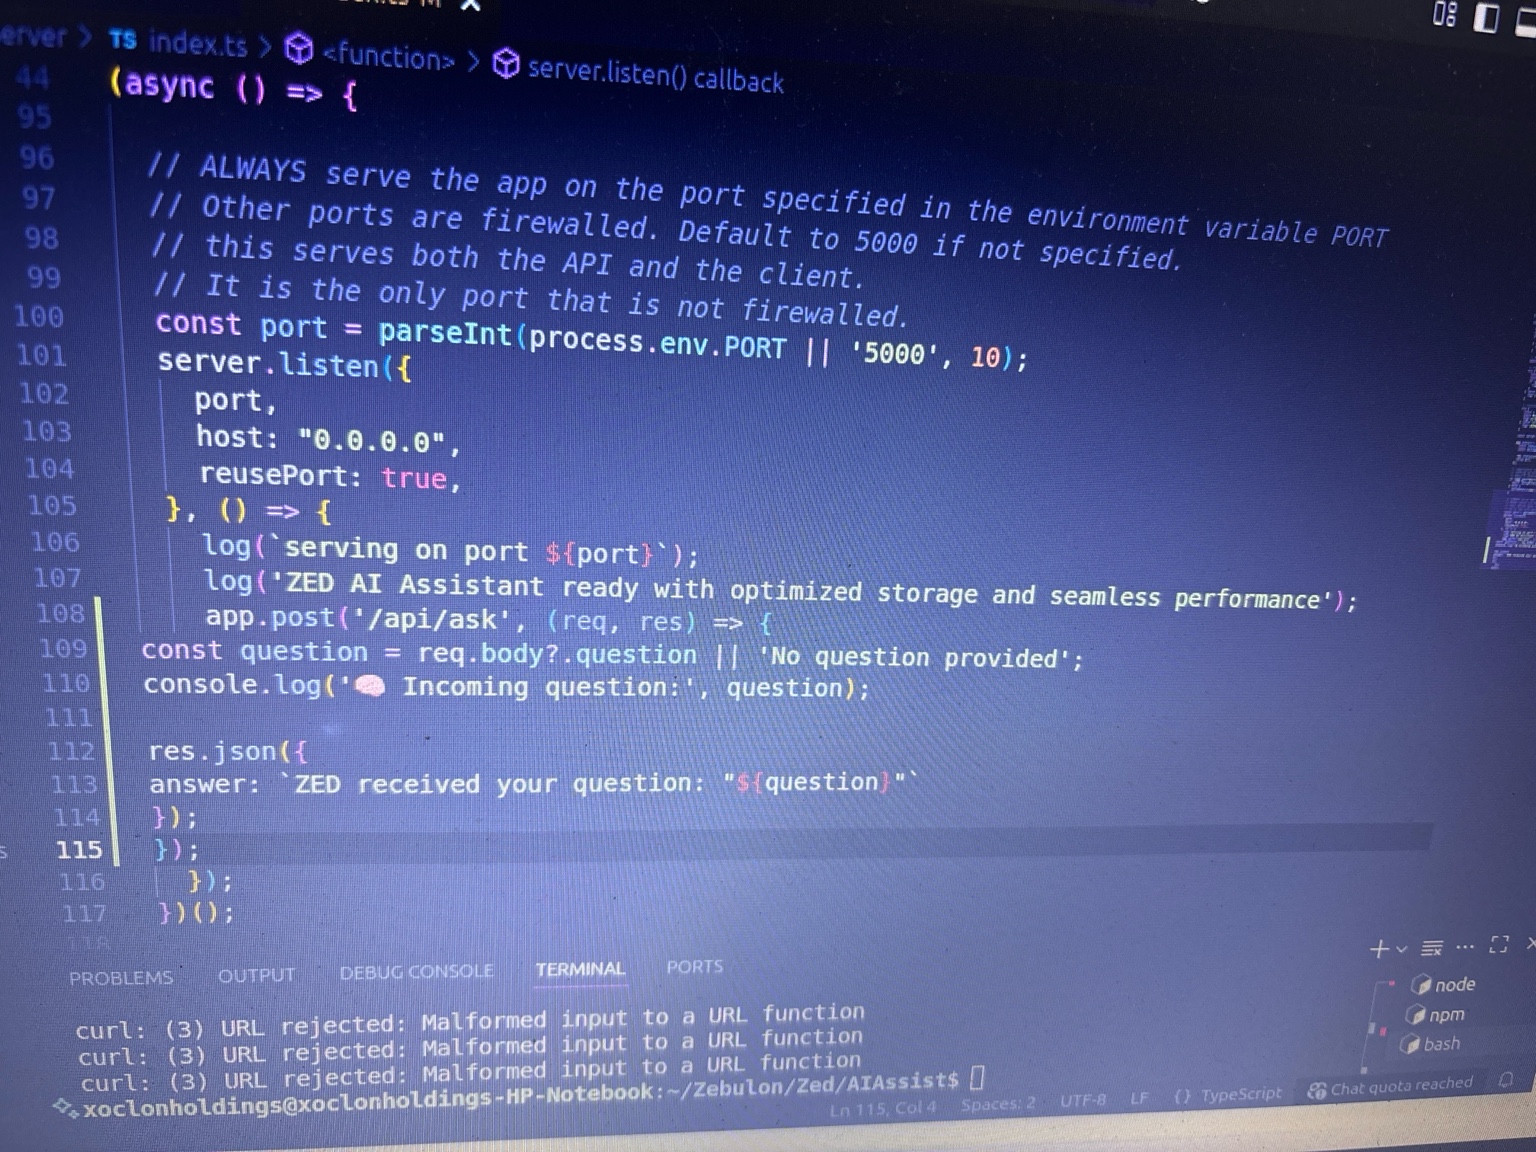 erver > TS index.ts > <function> > server.listen() callback
44 (async () => {
95
96 // ALWAYS serve the app on the port specified in the environment variable PORT
97 // Other ports are firewalled. Default to 5000 if not specified.
98 // this serves both the API and the client.
99 // It is the only port that is not firewalled.
100 const port = parseInt(process.env.PORT || '5000', 10);
101 server.listen({
102 port,
103 host: "0.0.0.0",
104 reusePort: true,
105 }, () => {
106 log(`serving on port ${port}`);
107 log('ZED AI Assistant ready with optimized storage and seamless performance');
108 app.post('/api/ask', (req, res) => {
109 const question = req.body?.question || 'No question provided';
110 console.log('🧠 Incoming question:', question);
111
112 res.json({
113 answer: `ZED received your question: "${question}"`
114 });
115 });
116 });
117 })();
118
PROBLEMS OUTPUT DEBUG CONSOLE TERMINAL PORTS
curl: (3) URL rejected: Malformed input to a URL function
curl: (3) URL rejected: Malformed input to a URL function
curl: (3) URL rejected: Malformed input to a URL function
xoclonholdings@xoclonholdings-HP-Notebook:~/Zebulon/Zed/AIAssist$
node
npm
bash
Ln 115, Col 4 Spaces: 2 UTF-8 LF {} TypeScript Chat quota reached